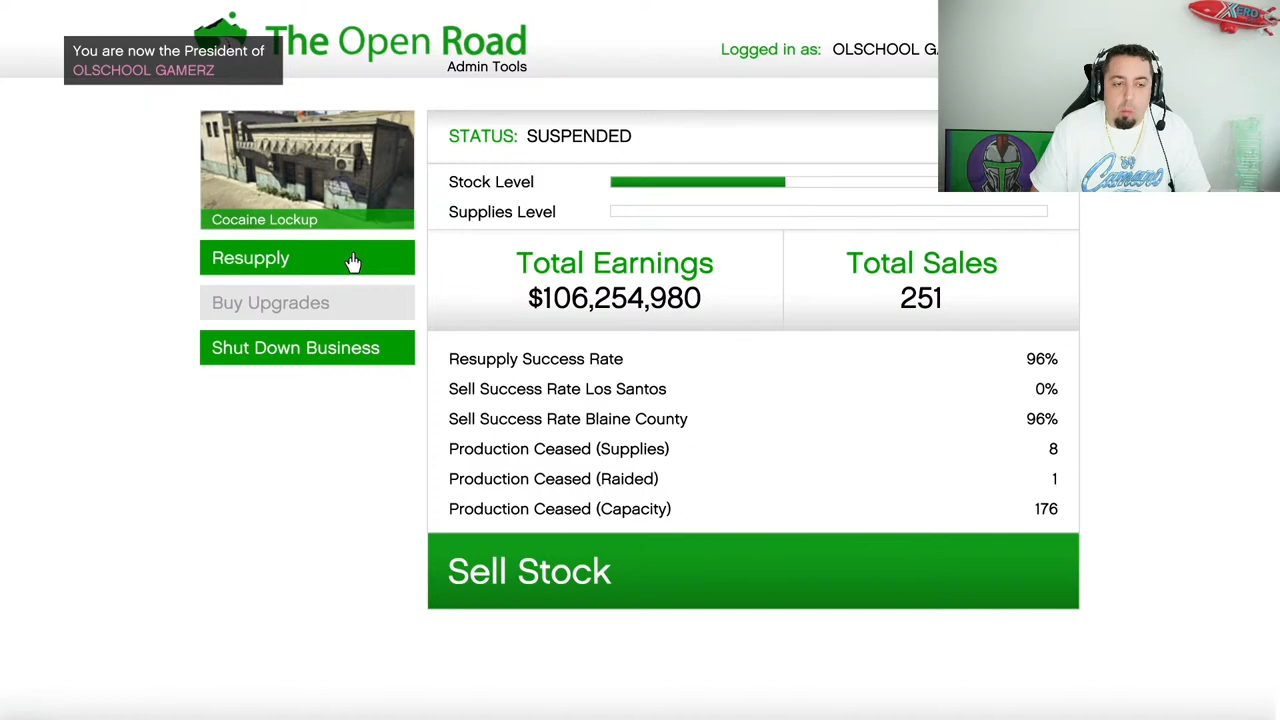 The Open Road
Admin Tools
You are now the President of
OLSCHOOL GAMERZ
Logged in as: OLSCHOOL
XERO
Cocaine Lockup
Resupply
Buy Upgrades
Shut Down Business
STATUS: SUSPENDED
Stock Level
Supplies Level
Total Earnings
$106,254,980
Total Sales
251
Resupply Success Rate 96%
Sell Success Rate Los Santos 0%
Sell Success Rate Blaine County 96%
Production Ceased (Supplies) 8
Production Ceased (Raided) 1
Production Ceased (Capacity) 176
Sell Stock
Camaro